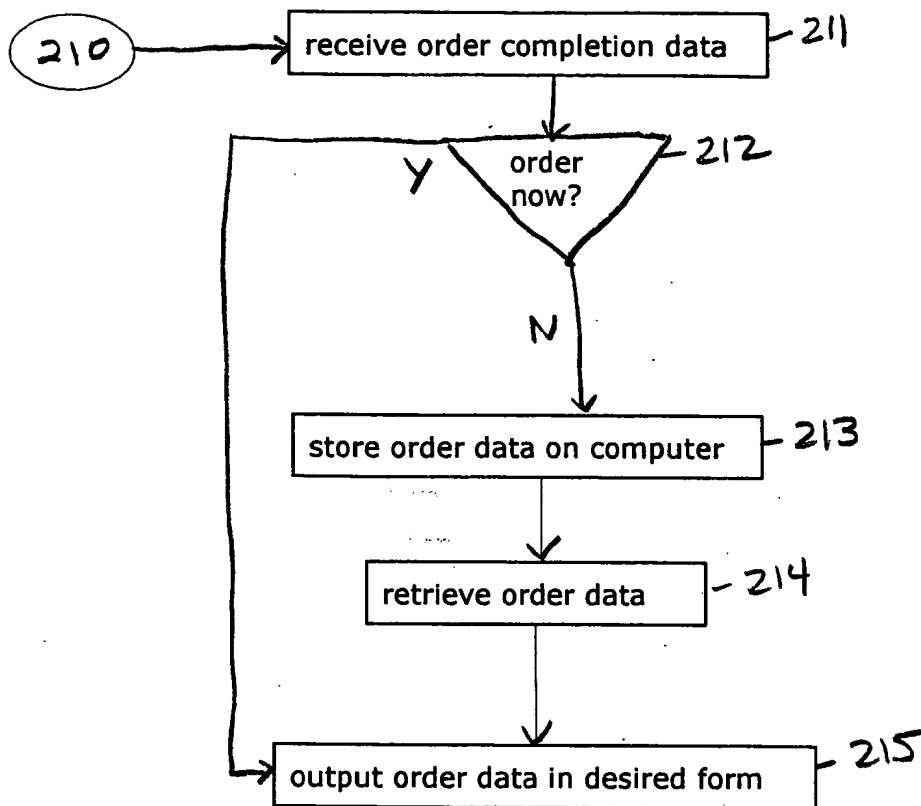 210
receive order completion data
211
order
now?
212
Y
N
store order data on computer
213
retrieve order data
214
output order data in desired form
215